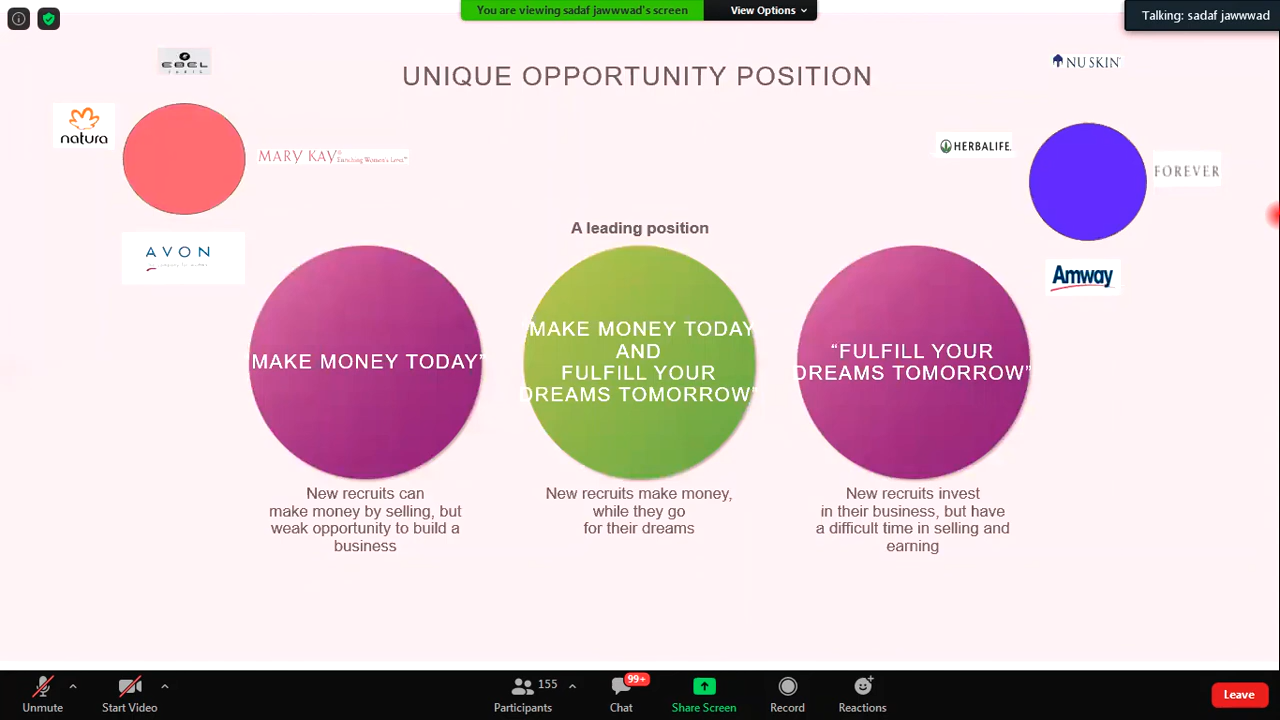 You are viewing sadaf jawwwad's screen
View Options
Talking: sadaf jawwwad
UNIQUE OPPORTUNITY POSITION
EBEL
PARIS
natura
MARY KAY®
Enriching Women's Lives™
AVON
NU SKIN
HERBALIFE.
FOREVER
Amway
A leading position
MAKE MONEY TODAY”
MAKE MONEY TODAY
AND
FULFILL YOUR
DREAMS TOMORROW”
“FULFILL YOUR
DREAMS TOMORROW”
New recruits can
make money by selling, but
weak opportunity to build a
business
New recruits make money,
while they go
for their dreams
New recruits invest
in their business, but have
a difficult time in selling and
earning
Unmute
Start Video
155
Participants
99+
Chat
Share Screen
Record
Reactions
Leave